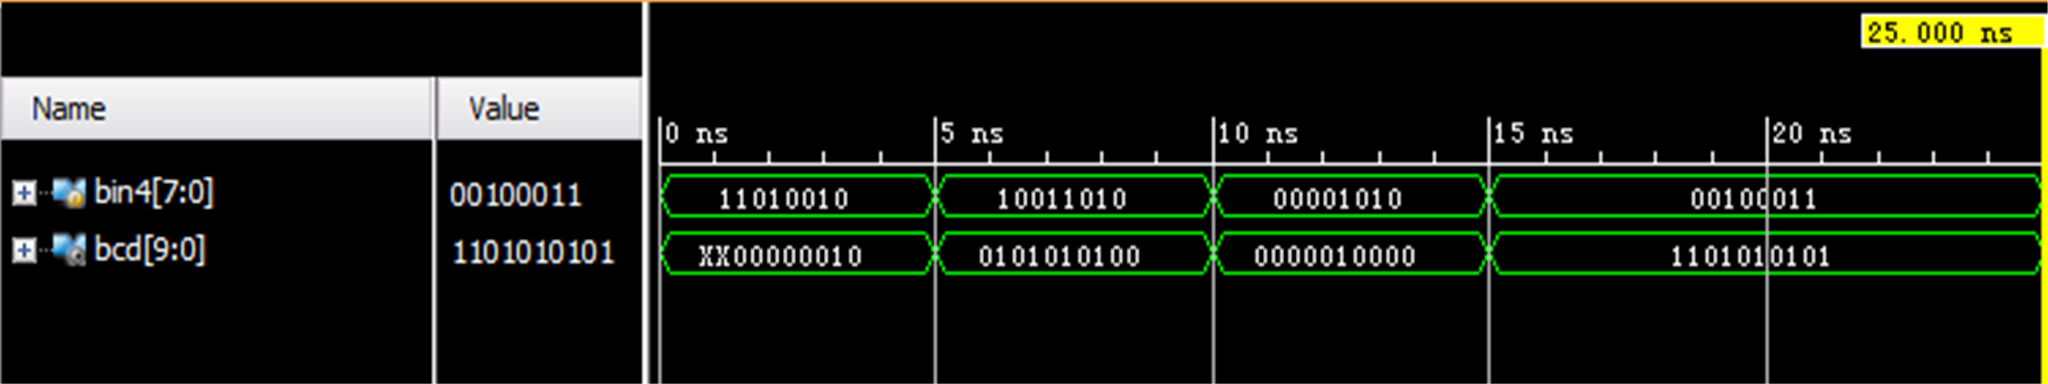 25.000 ns
Name Value
0 ns 5 ns 10 ns 15 ns 20 ns
bin4[7:0] 00100011 11010010 10011010 00001010 00100011
bcd[9:0] 1101010101 XX00000010 0101010100 0000010000 1101010101